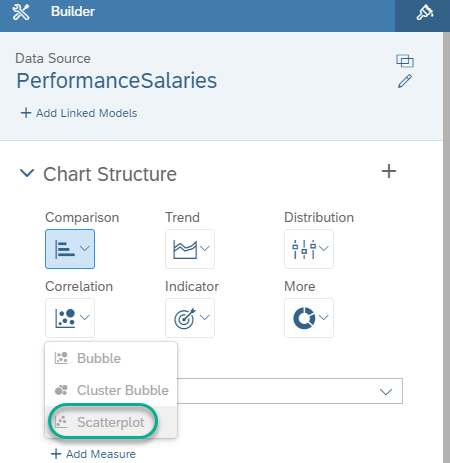 Builder
Data Source
PerformanceSalaries
+ Add Linked Models
Chart Structure
Comparison Trend Distribution
Correlation Indicator More
Bubble
Cluster Bubble
Scatterplot
+ Add Measure